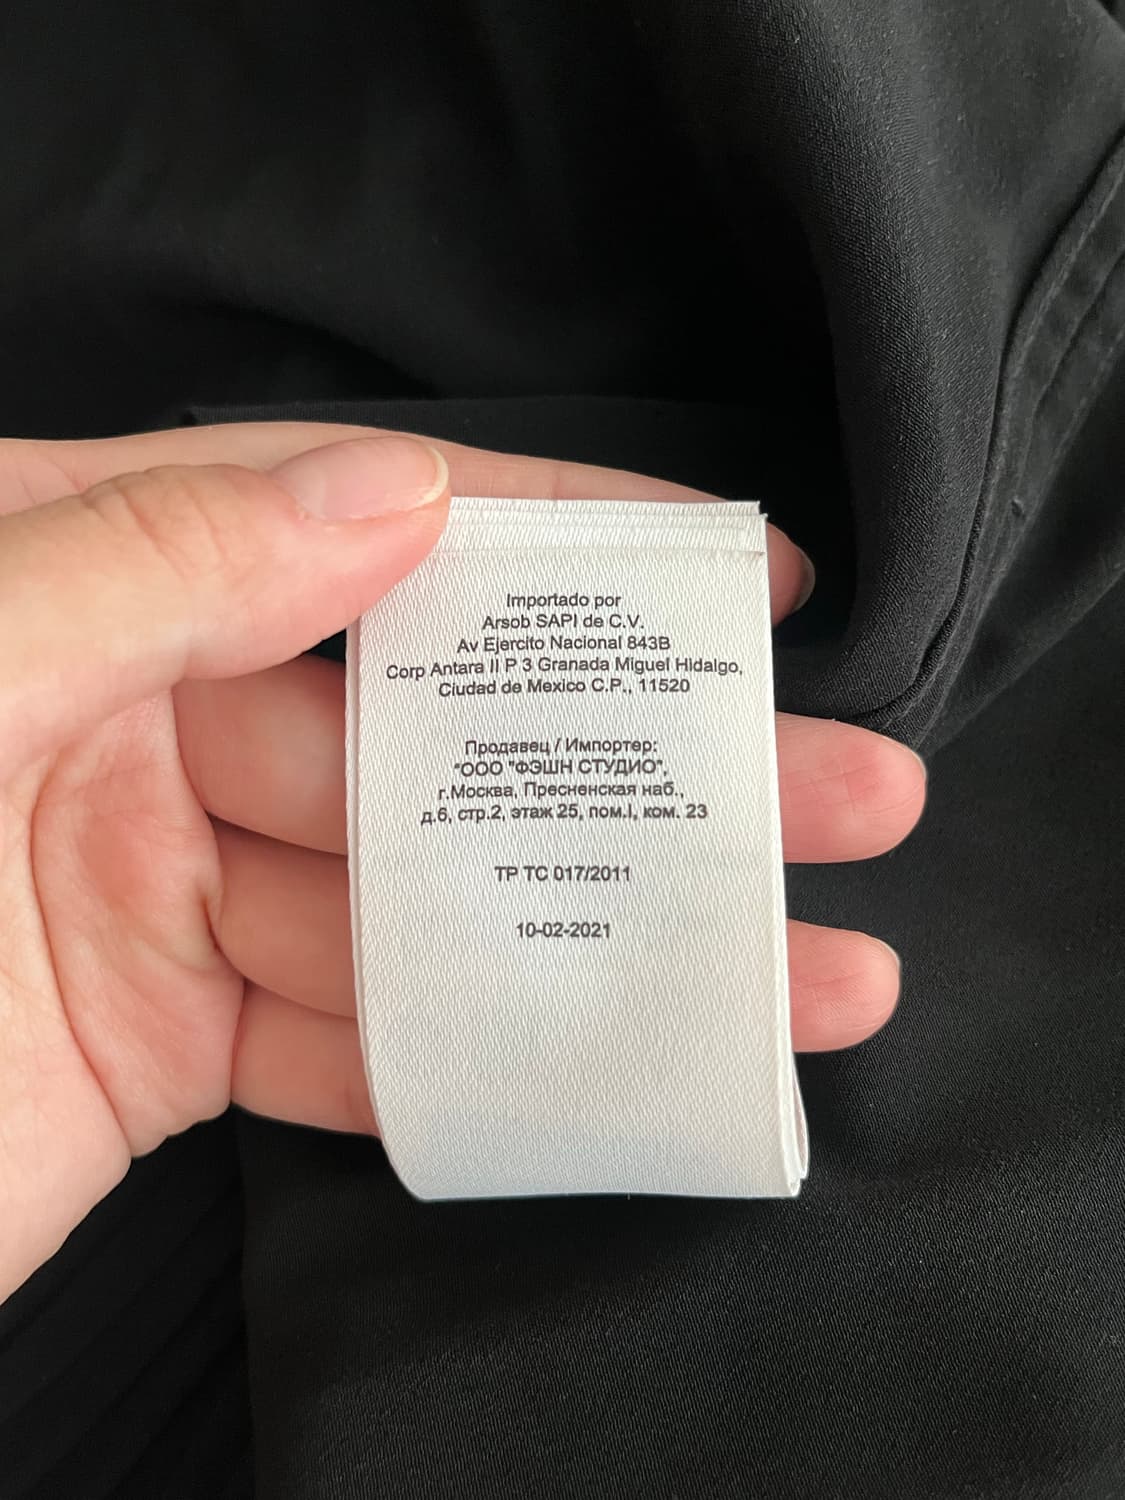 Importado por
Arsob SAPI de C.V.
Av Ejercito Nacional 843B
Corp Antara II P 3 Granada Miguel Hidalgo,
Ciudad de Mexico C.P., 11520
Продавец / Импортер:
"ООО "ФЭШН СТУДИО",
г.Москва, Пресненская наб.,
д.6, стр.2, этаж 25, пом.I, ком. 23
ТР ТС 017/2011
10-02-2021